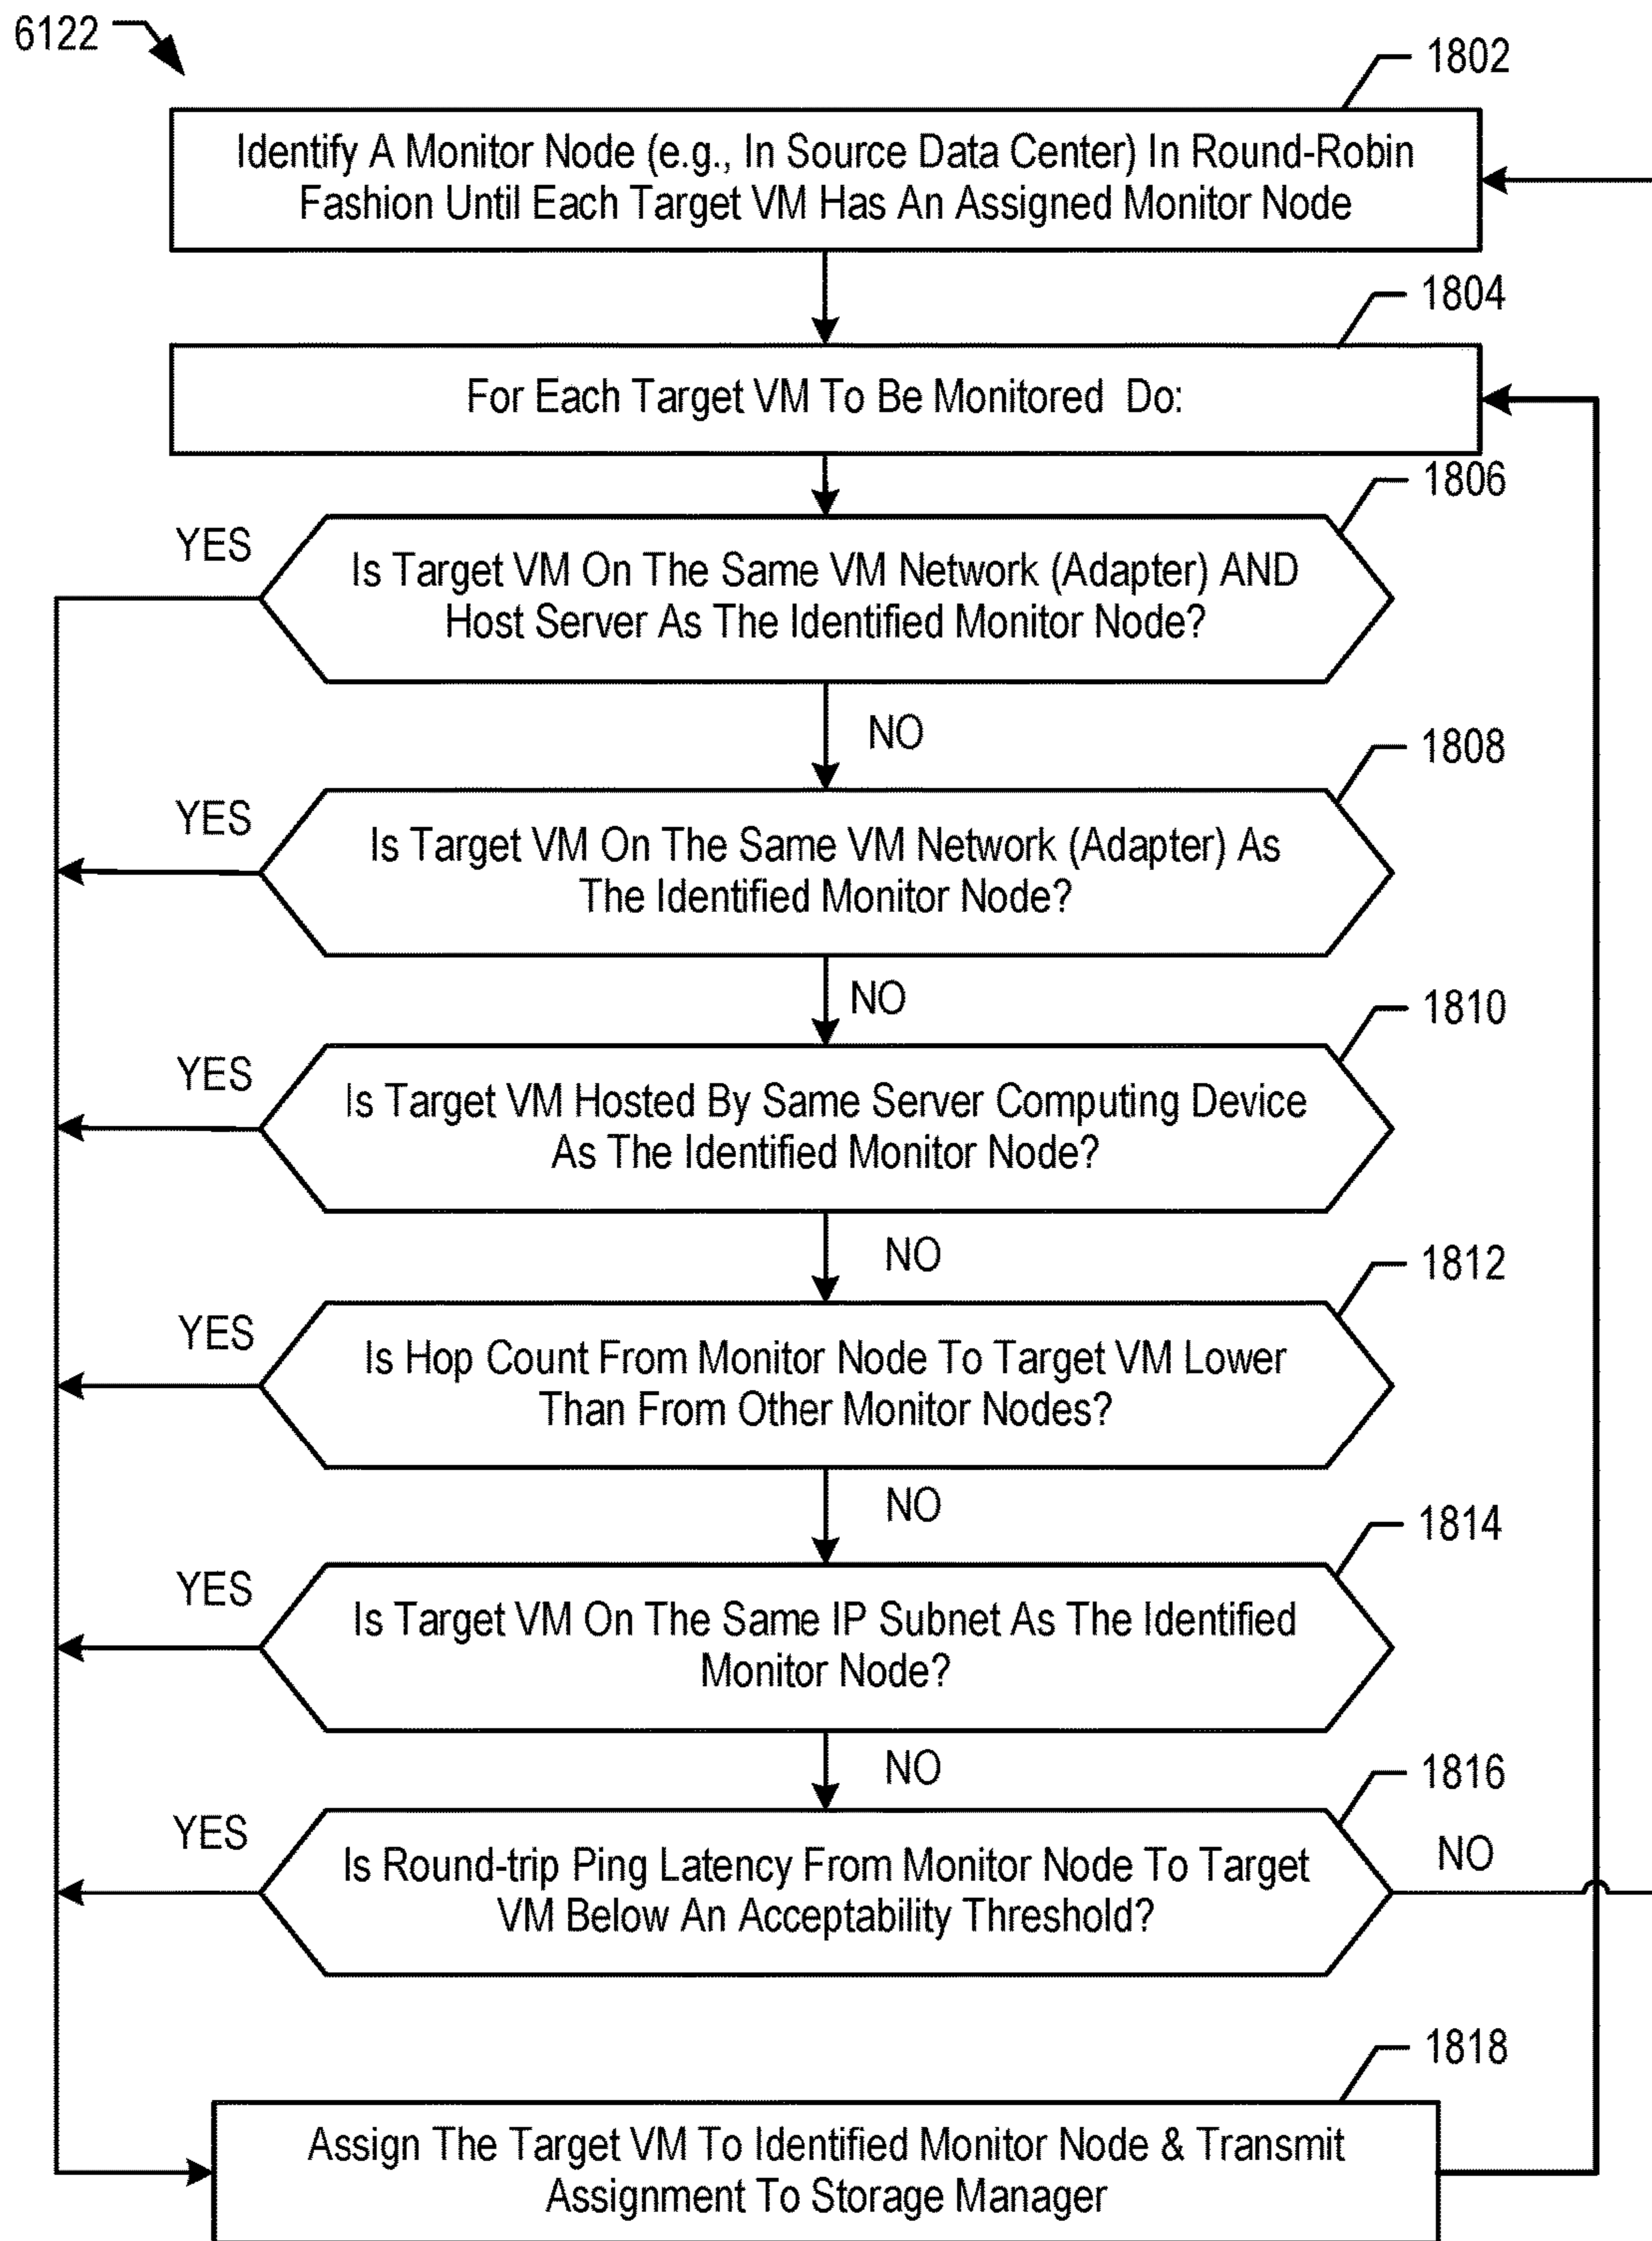 6122
1802
Identify A Monitor Node (e.g., In Source Data Center) In Round-Robin
Fashion Until Each Target VM Has An Assigned Monitor Node
1804
For Each Target VM To Be Monitored Do:
1806
YES
Is Target VM On The Same VM Network (Adapter) AND
Host Server As The Identified Monitor Node?
NO
1808
YES
Is Target VM On The Same VM Network (Adapter) As
The Identified Monitor Node?
NO
1810
YES
Is Target VM Hosted By Same Server Computing Device
As The Identified Monitor Node?
NO
1812
YES
Is Hop Count From Monitor Node To Target VM Lower
Than From Other Monitor Nodes?
NO
1814
YES
Is Target VM On The Same IP Subnet As The Identified
Monitor Node?
NO
1816
YES
NO
Is Round-trip Ping Latency From Monitor Node To Target
VM Below An Acceptability Threshold?
1818
Assign The Target VM To Identified Monitor Node & Transmit
Assignment To Storage Manager